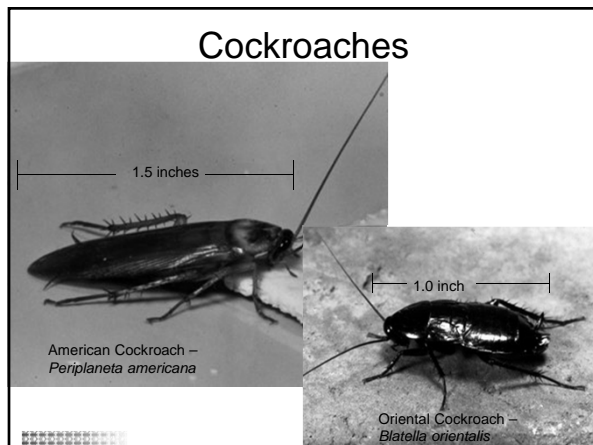 Cockroaches
1.5 inches
1.0 inch
American Cockroach –
Periplaneta americana
Oriental Cockroach –
Blatella orientalis